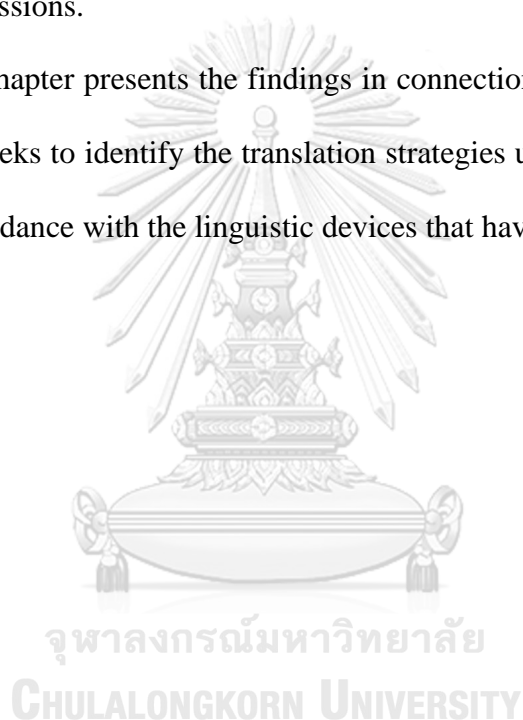 ssions.
hapter presents the findings in connection
eeks to identify the translation strategies u
dance with the linguistic devices that hav
จุฬาลงกรณ์มหาวิทยาลัย
CHULALONGKORN UNIVERSITY